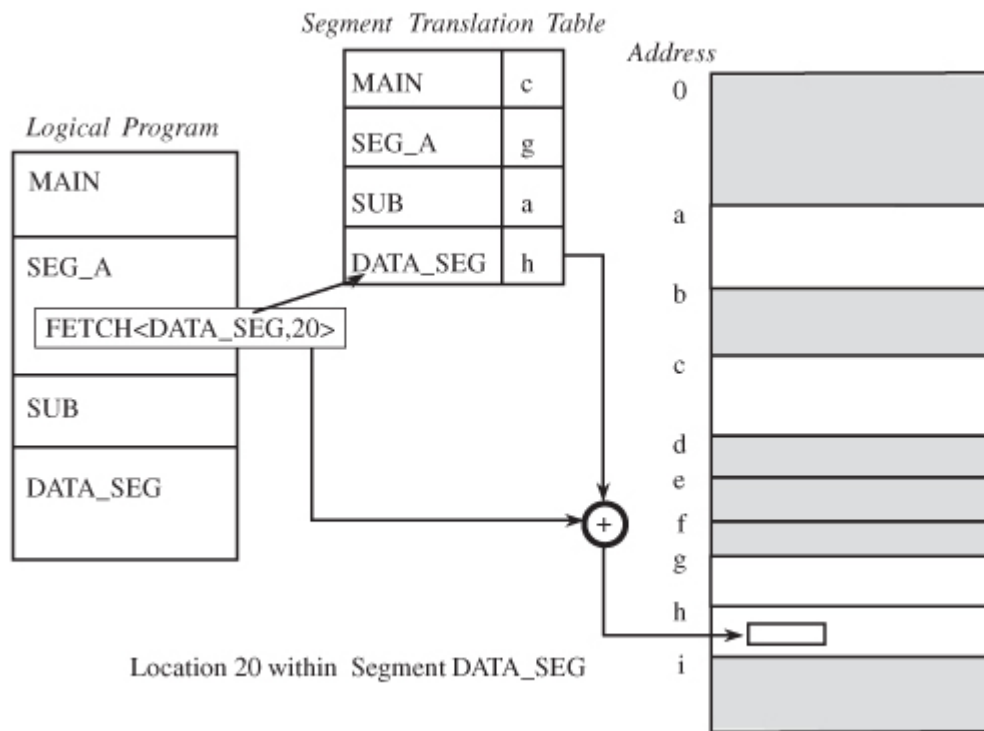 Segment Translation Table
MAIN c
SEG_A g
SUB a
DATA_SEG h
Logical Program
MAIN
SEG_A
FETCH<DATA_SEG,20>
SUB
DATA_SEG
+
Location 20 within Segment DATA_SEG
Address
0
a
b
c
d
e
f
g
h
i